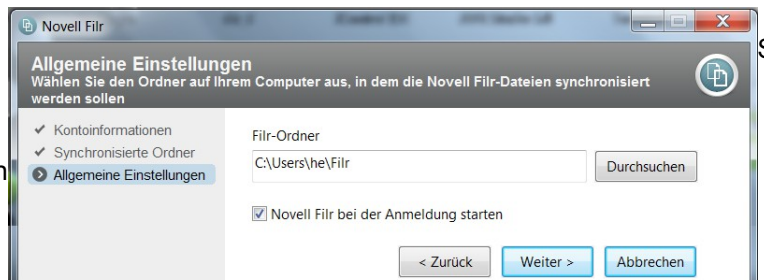 Novell Filr
Allgemeine Einstellungen
Wählen Sie den Ordner auf Ihrem Computer aus, in dem die Novell Filr-Dateien synchronisiert
werden sollen
Kontoinformationen
Synchronisierte Ordner
Allgemeine Einstellungen
Filr-Ordner
C:\Users\he\Filr
Durchsuchen
Novell Filr bei der Anmeldung starten
< Zurück
Weiter >
Abbrechen